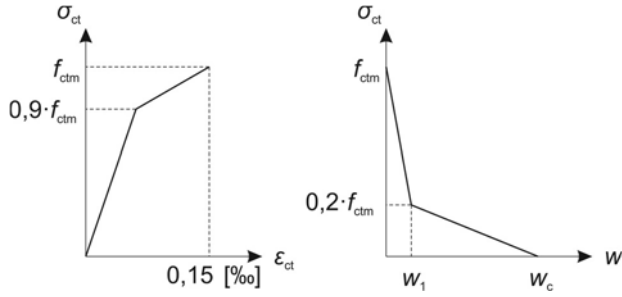 σct
fctm
0,9·fctm
0,15 [‰]
εct
σct
fctm
0,2·fctm
w1
wc
w